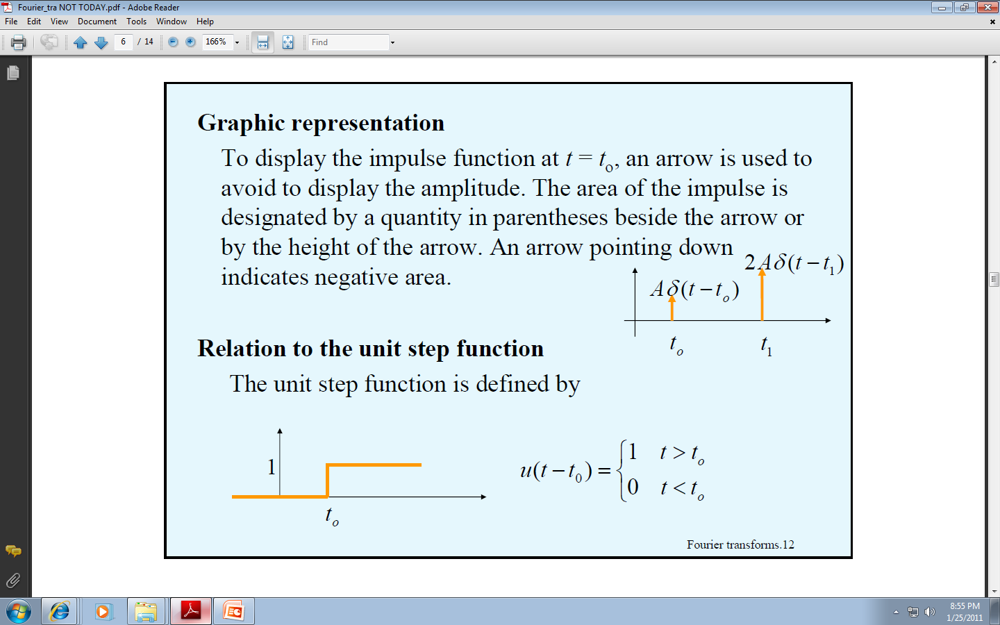 Fourier_tra NOT TODAY.pdf - Adobe Reader
File Edit View Document Tools Window Help
6 / 14 166% Find
Graphic representation
To display the impulse function at t = tₒ, an arrow is used to
avoid to display the amplitude. The area of the impulse is
designated by a quantity in parentheses beside the arrow or
by the height of the arrow. An arrow pointing down
indicates negative area.
2Aδ(t − t₁)
Aδ(t − tₒ)
tₒ t₁
Relation to the unit step function
The unit step function is defined by
1
tₒ
u(t − t₀) = {1 t > tₒ
0 t < tₒ
Fourier transforms.12
8:55 PM
1/25/2011